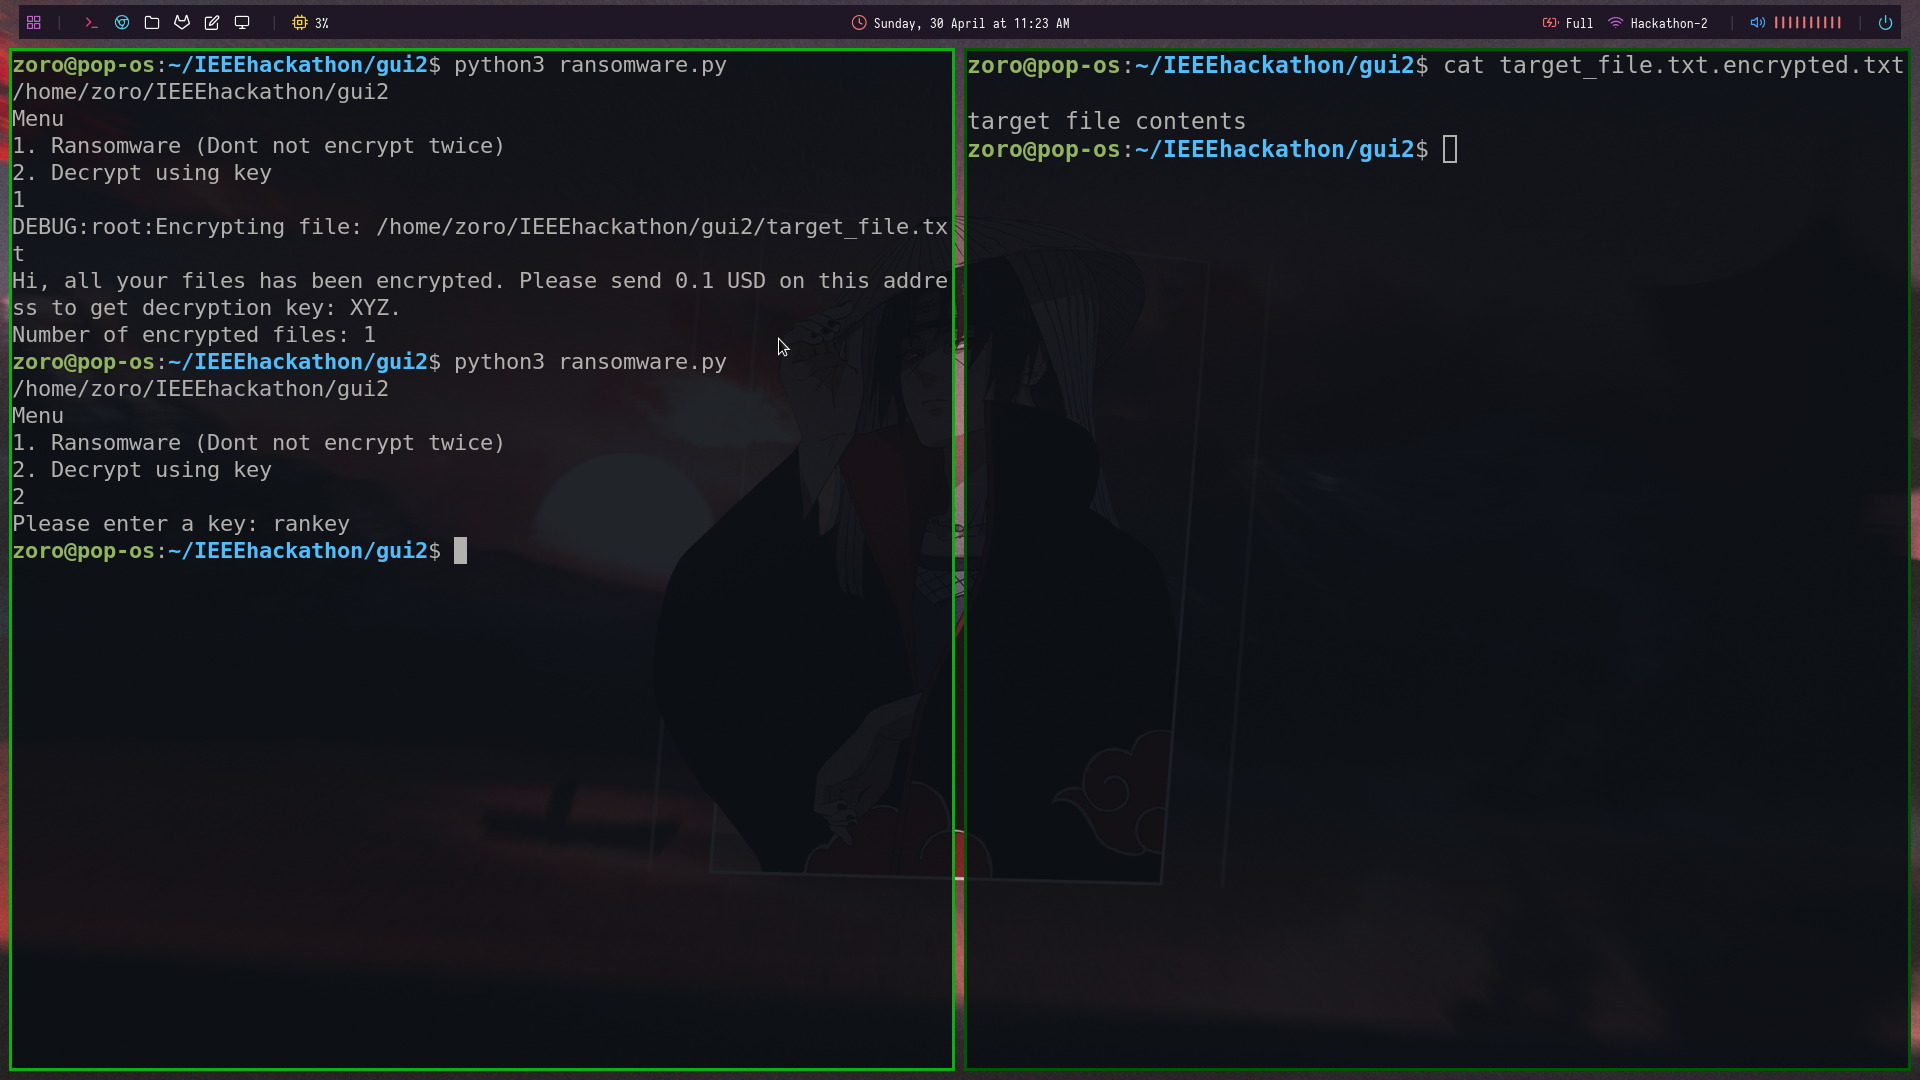 3%
Sunday, 30 April at 11:23 AM
Full
Hackathon-2
zoro@pop-os:~/IEEEhackathon/gui2$ python3 ransomware.py
/home/zoro/IEEEhackathon/gui2
Menu
1. Ransomware (Dont not encrypt twice)
2. Decrypt using key
1
DEBUG:root:Encrypting file: /home/zoro/IEEEhackathon/gui2/target_file.tx
t
Hi, all your files has been encrypted. Please send 0.1 USD on this addre
ss to get decryption key: XYZ.
Number of encrypted files: 1
zoro@pop-os:~/IEEEhackathon/gui2$ python3 ransomware.py
/home/zoro/IEEEhackathon/gui2
Menu
1. Ransomware (Dont not encrypt twice)
2. Decrypt using key
2
Please enter a key: rankey
zoro@pop-os:~/IEEEhackathon/gui2$
zoro@pop-os:~/IEEEhackathon/gui2$ cat target_file.txt.encrypted.txt
target file contents
zoro@pop-os:~/IEEEhackathon/gui2$